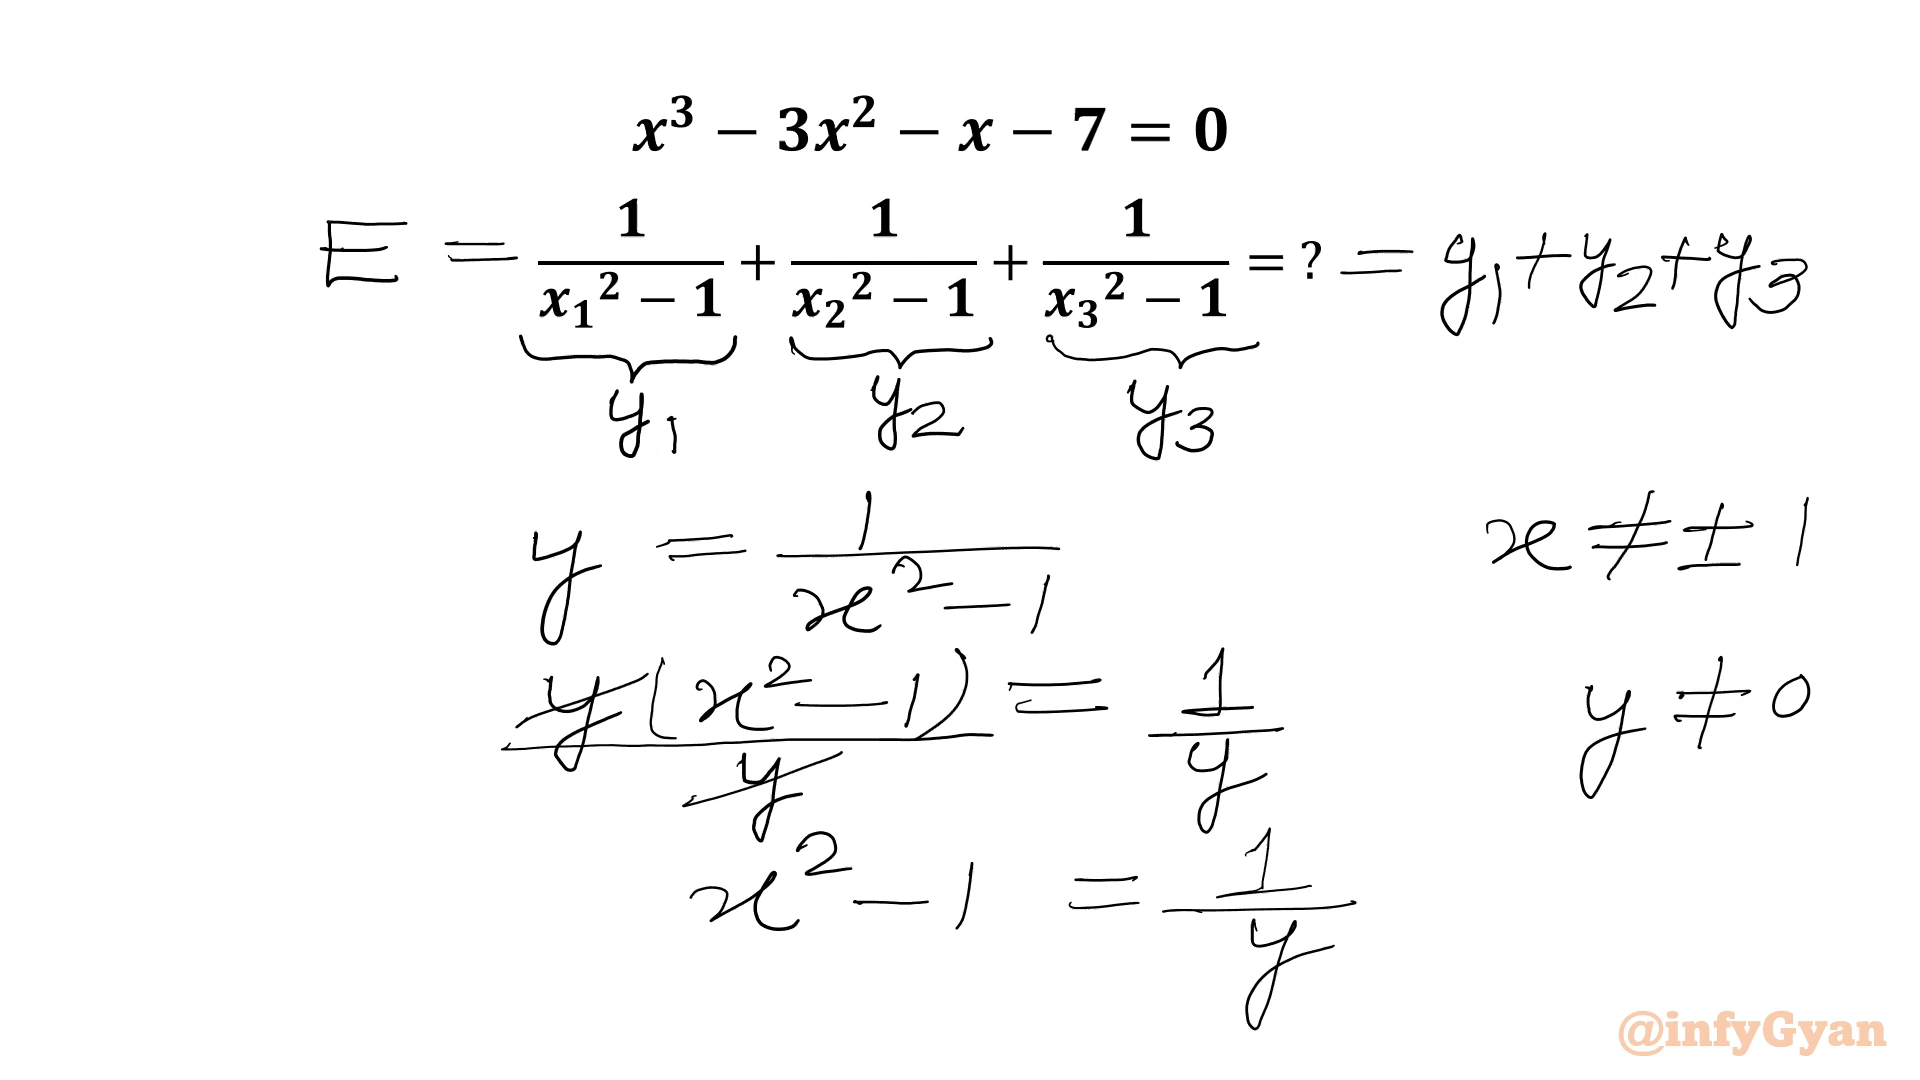 x³ − 3x² − x − 7 = 0
E = 1/(x₁² − 1) + 1/(x₂² − 1) + 1/(x₃² − 1) = ? = y₁ + y₂ + y₃
y₁ y₂ y₃
y = 1/(x² − 1) x ≠ ± 1
y(x² − 1)/y = 1/y y ≠ 0
x² − 1 = 1/y
@infyGyan